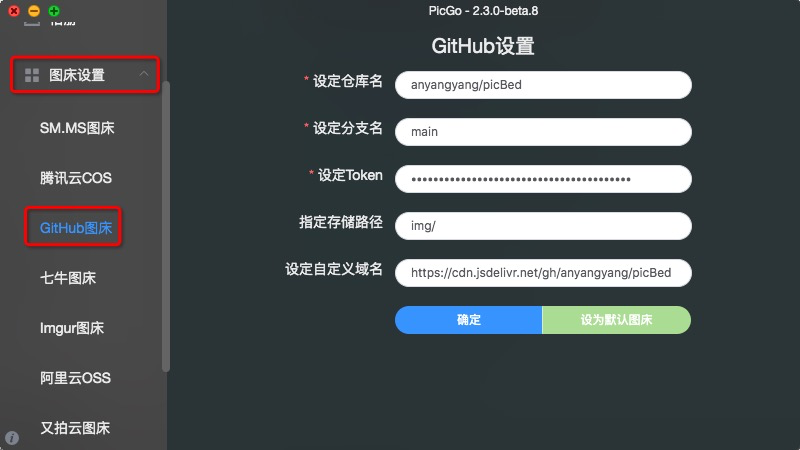 PicGo - 2.3.0-beta.8
图床设置
SM.MS图床
腾讯云COS
GitHub图床
七牛图床
Imgur图床
阿里云OSS
又拍云图床
GitHub设置
* 设定仓库名
anyangyang/picBed
* 设定分支名
main
* 设定Token
••••••••••••••••••••••••••••••••••••••••
指定存储路径
img/
设定自定义域名
https://cdn.jsdelivr.net/gh/anyangyang/picBed
确定
设为默认图床